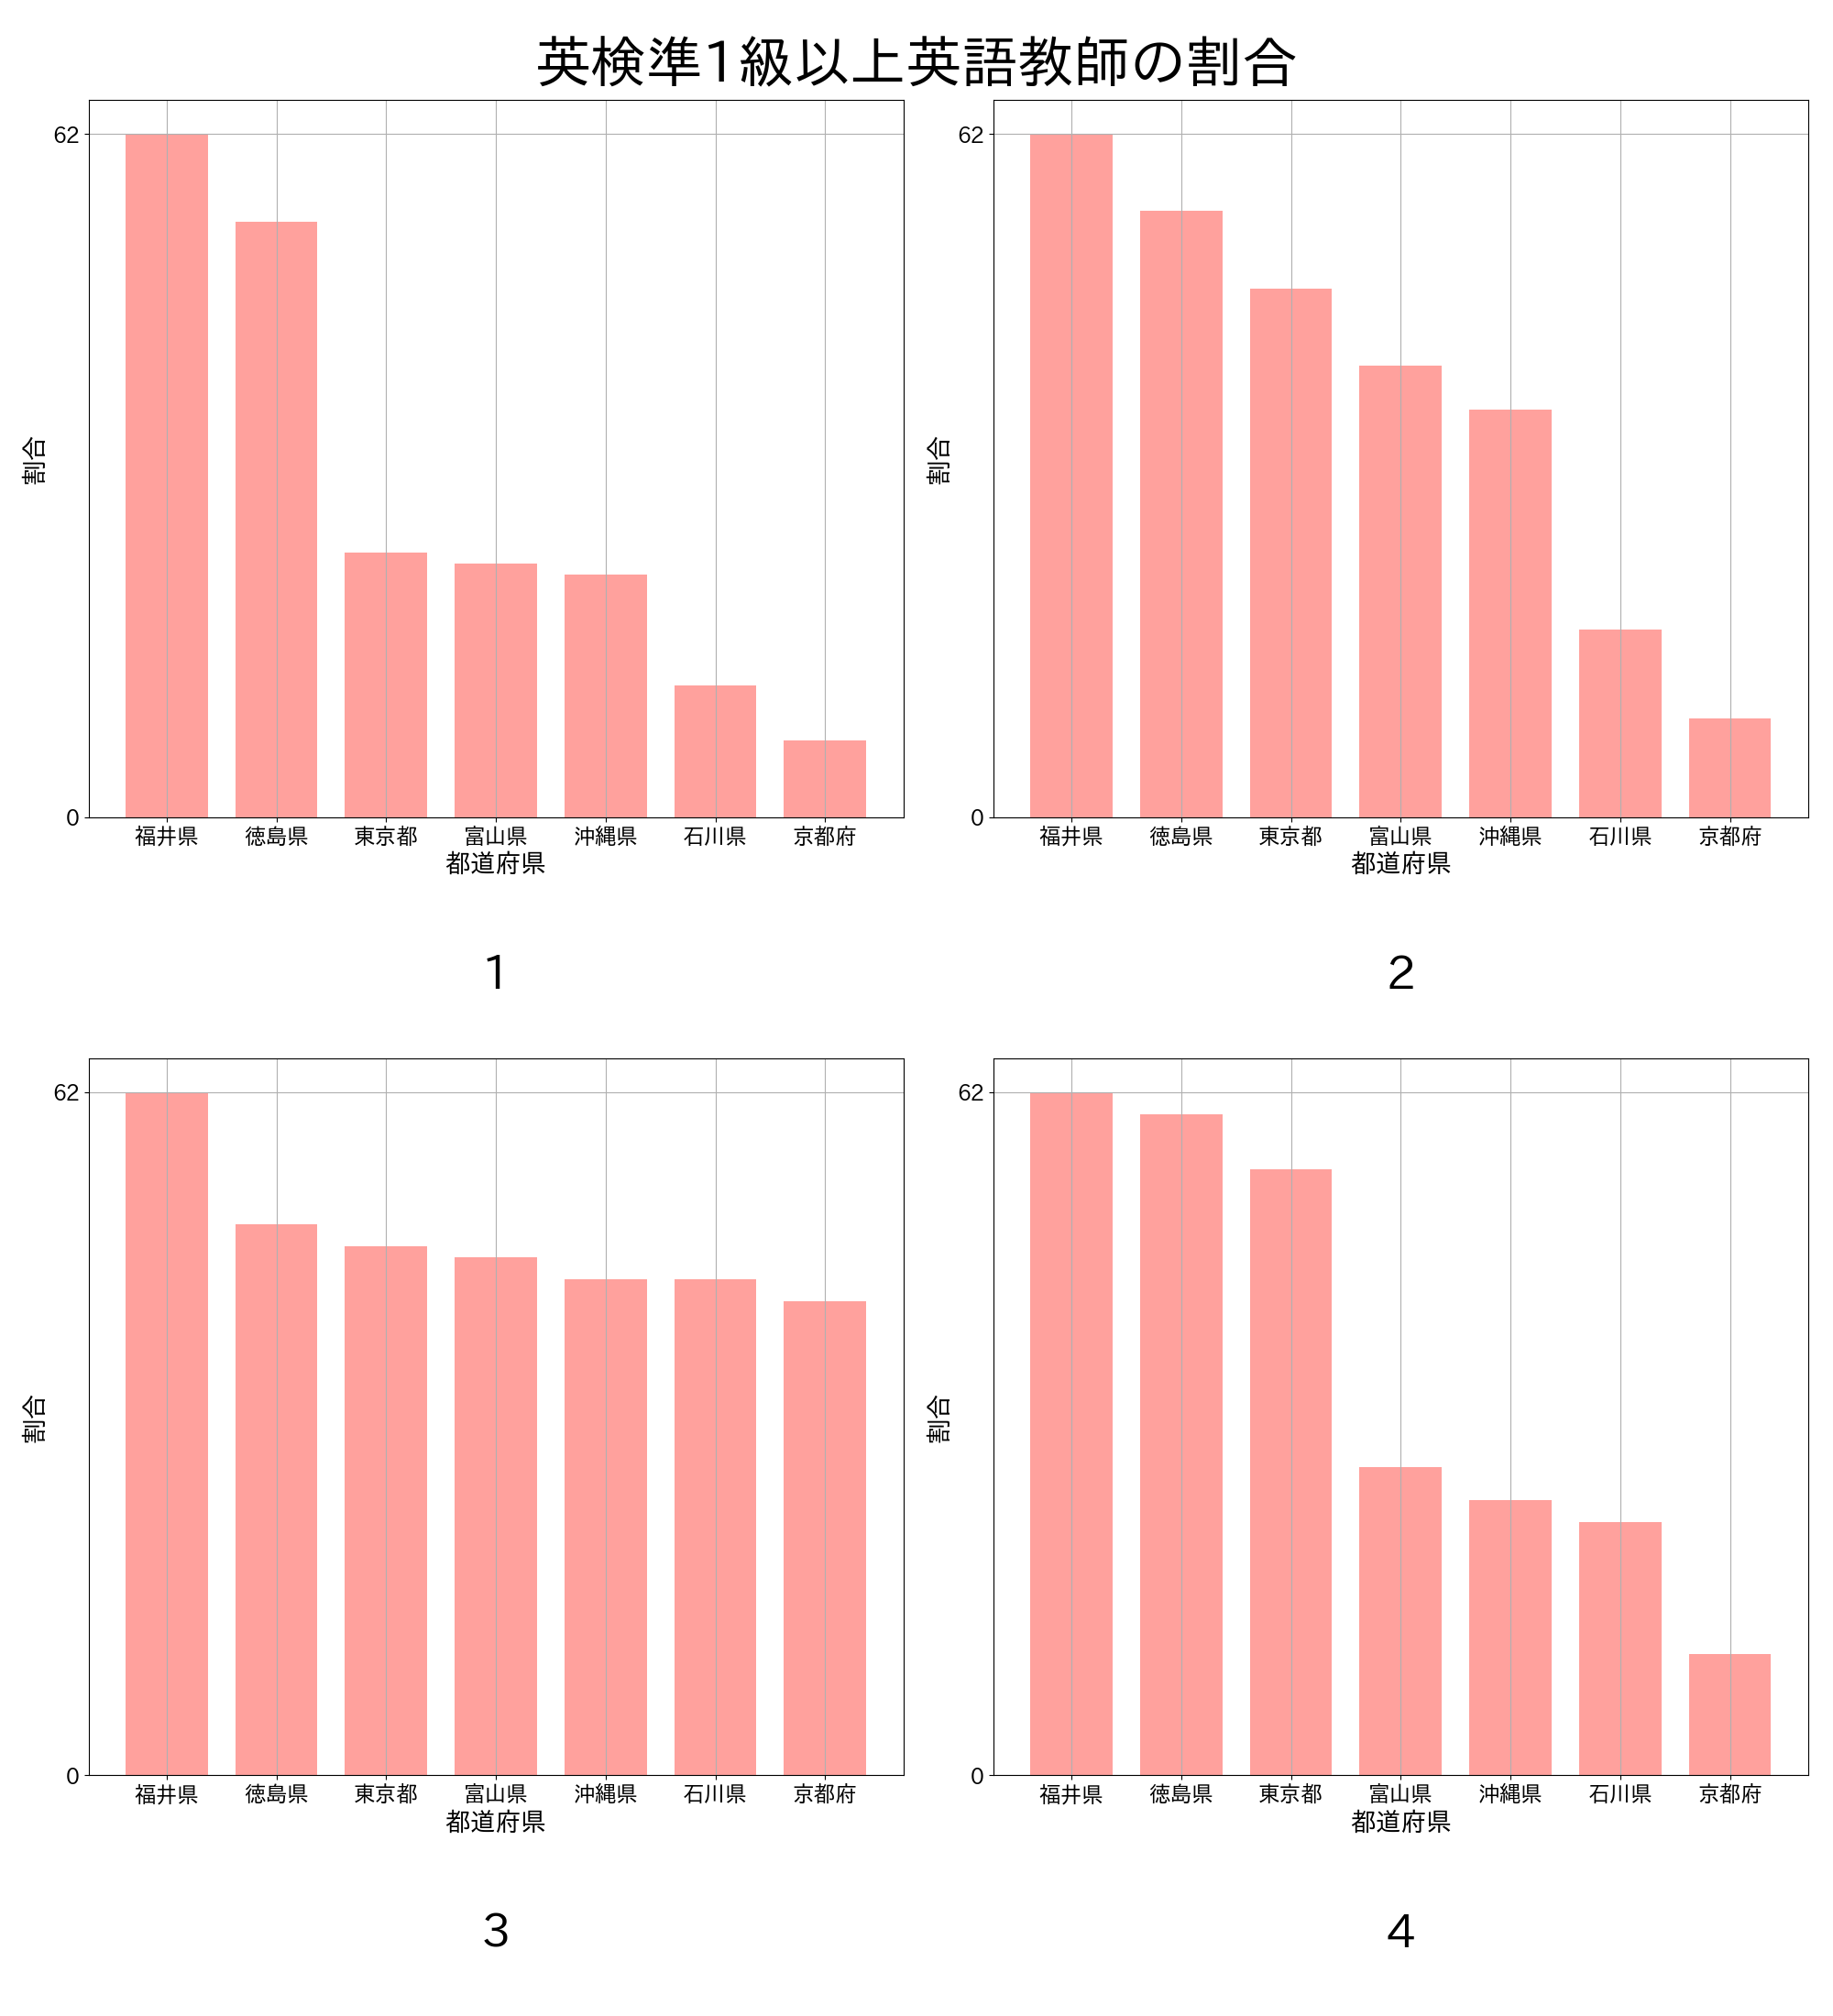 英検準1級以上英語教師の割合
62
0
割合
福井県 徳島県 東京都 富山県 沖縄県 石川県 京都府
都道府県
1
62
0
割合
福井県 徳島県 東京都 富山県 沖縄県 石川県 京都府
都道府県
2
62
0
割合
福井県 徳島県 東京都 富山県 沖縄県 石川県 京都府
都道府県
3
62
0
割合
福井県 徳島県 東京都 富山県 沖縄県 石川県 京都府
都道府県
4